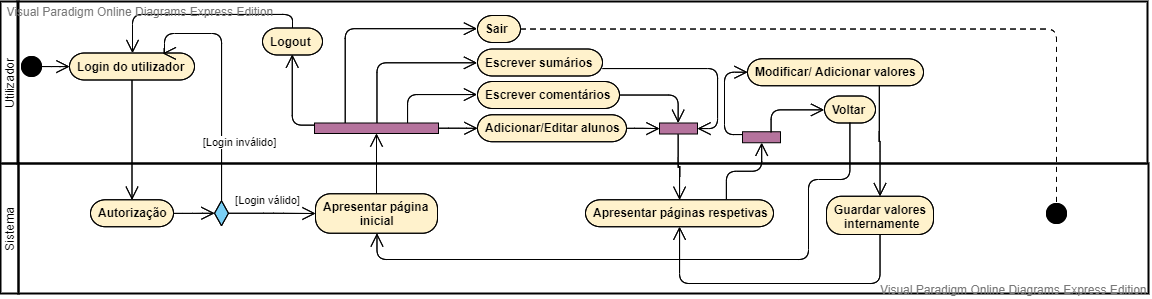 Visual Paradigm Online Diagrams Express Edition
Utilizador
Login do utilizador
Logout
Sair
Escrever sumários
Escrever comentários
Adicionar/Editar alunos
Modificar/ Adicionar valores
Voltar
[Login inválido]
Sisterma
Autorização
[Login válido]
Apresentar página
inicial
Apresentar páginas respetivas
Guardar valores
internamente
Visual Paradigm Online Diagrams Express Edition